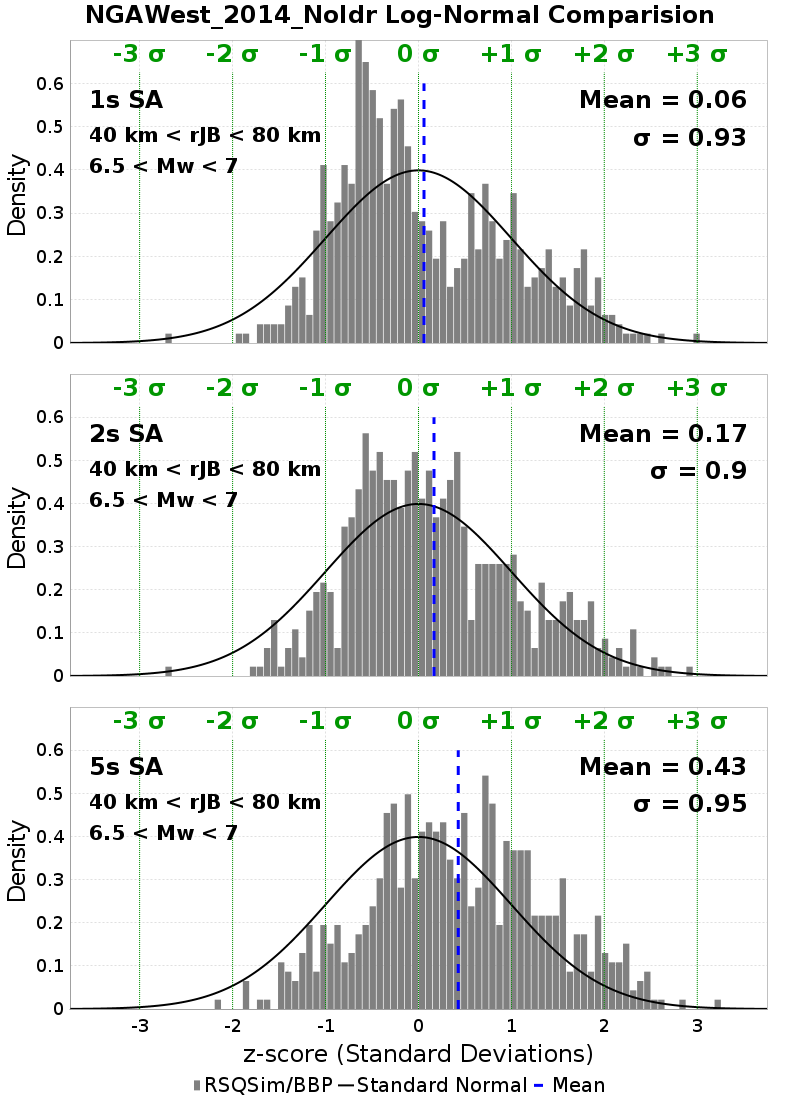 NGAWest_2014_NoIdr Log-Normal Comparision
-3 σ -2 σ -1 σ 0 σ +1 σ +2 σ +3 σ
1s SA
Mean = 0.06
40 km < rJB < 80 km
σ = 0.93
6.5 < Mw < 7
Density
0.6
0.5
0.4
0.3
0.2
0.1
0
-3 σ -2 σ -1 σ 0 σ +1 σ +2 σ +3 σ
2s SA
Mean = 0.17
40 km < rJB < 80 km
σ = 0.9
6.5 < Mw < 7
Density
0.6
0.5
0.4
0.3
0.2
0.1
0
-3 σ -2 σ -1 σ 0 σ +1 σ +2 σ +3 σ
5s SA
Mean = 0.43
40 km < rJB < 80 km
σ = 0.95
6.5 < Mw < 7
Density
0.6
0.5
0.4
0.3
0.2
0.1
0
-3 -2 -1 0 1 2 3
z-score (Standard Deviations)
RSQSim/BBP Standard Normal Mean